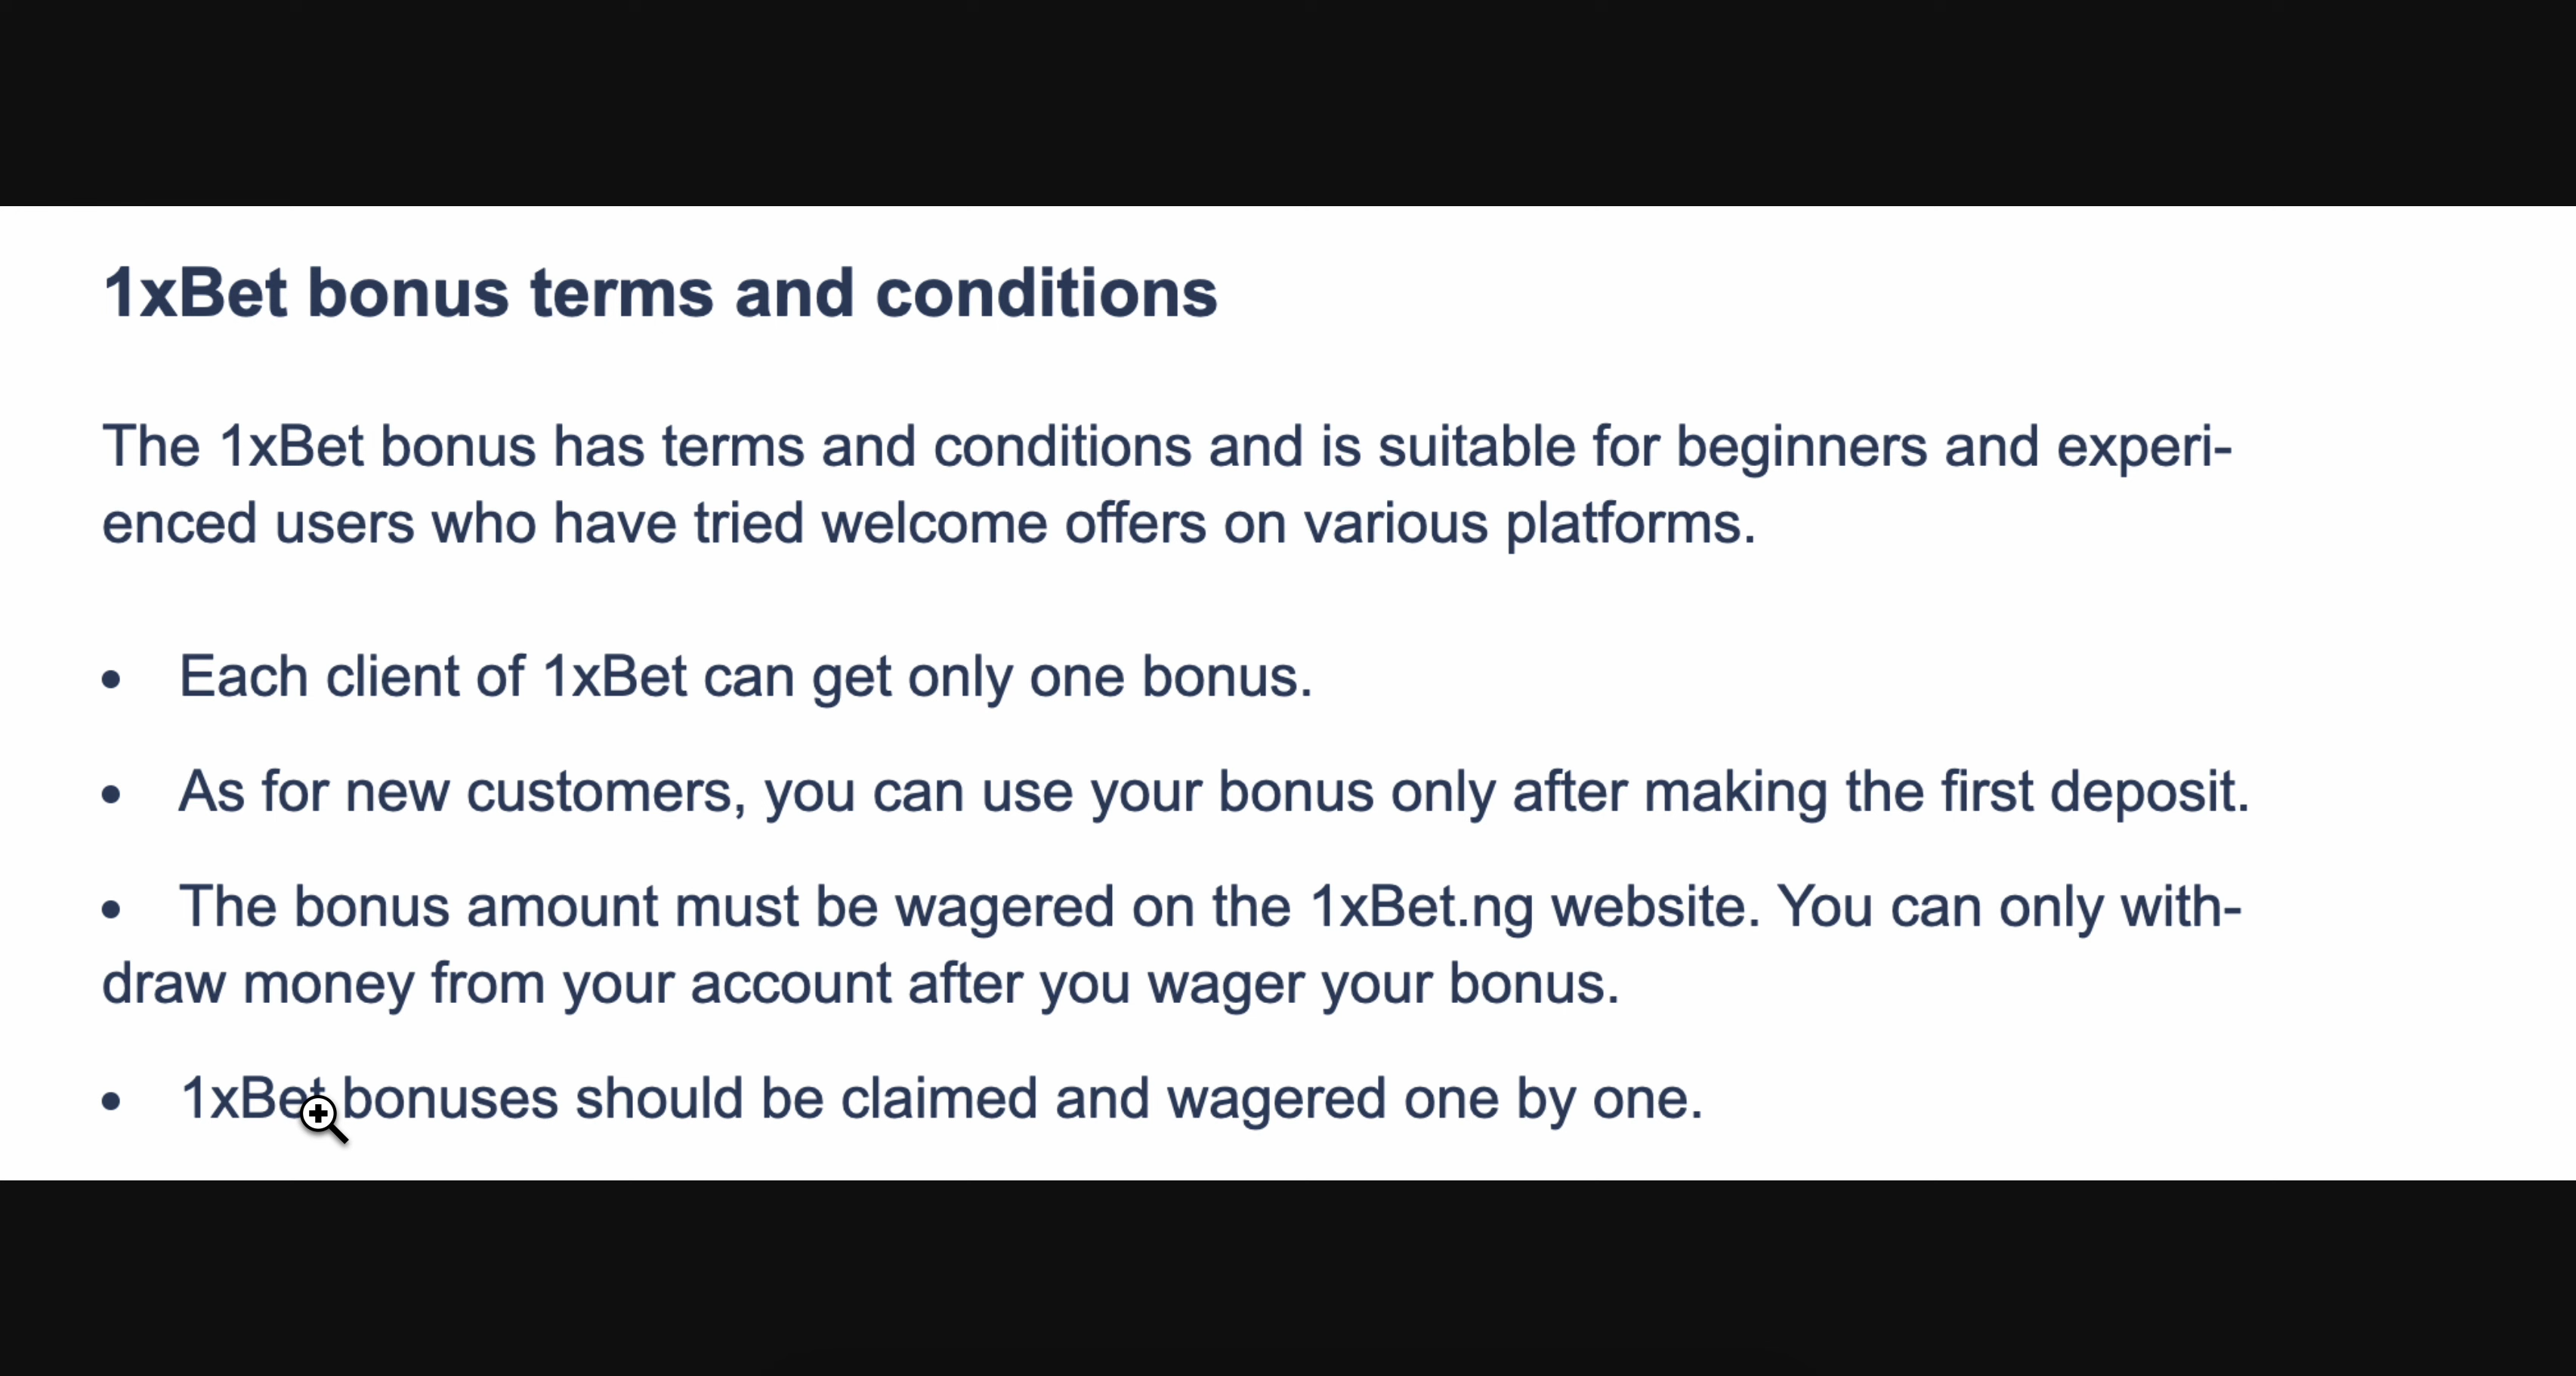 1xBet bonus terms and conditions
The 1xBet bonus has terms and conditions and is suitable for beginners and experi-
enced users who have tried welcome offers on various platforms.
• Each client of 1xBet can get only one bonus.
• As for new customers, you can use your bonus only after making the first deposit.
• The bonus amount must be wagered on the 1xBet.ng website. You can only with-
draw money from your account after you wager your bonus.
• 1xBet bonuses should be claimed and wagered one by one.